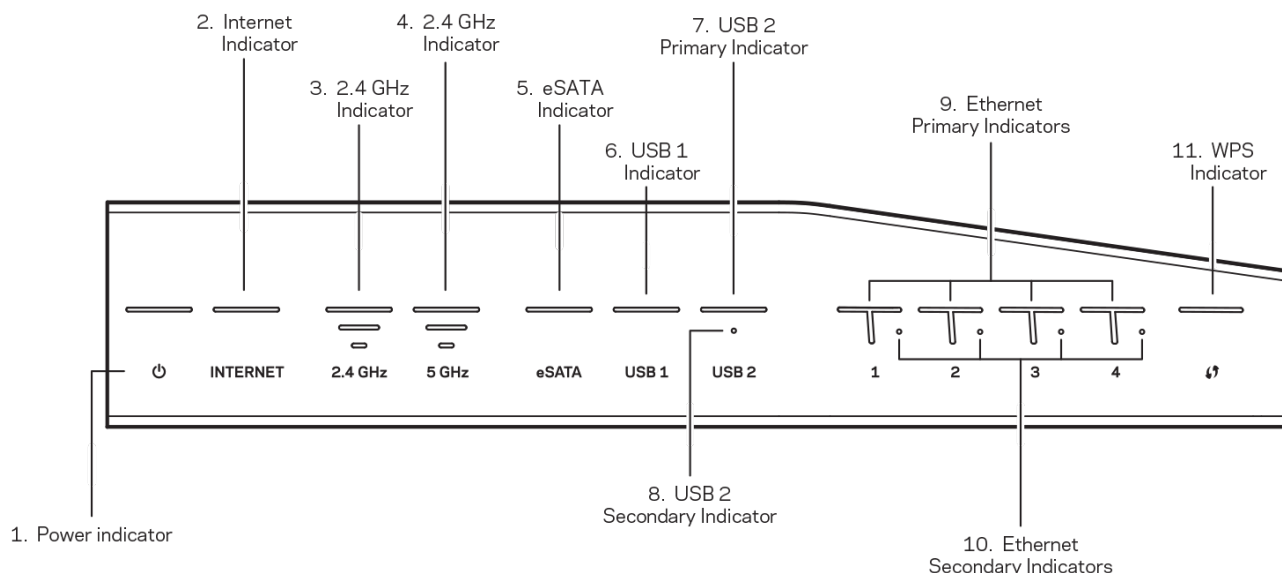 2. Internet
Indicator
4. 2.4 GHz
Indicator
7. USB 2
Primary Indicator
3. 2.4 GHz
Indicator
5. eSATA
Indicator
9. Ethernet
Primary Indicators
6. USB 1
Indicator
11. WPS
Indicator
INTERNET
2.4 GHz
5 GHz
eSATA
USB 1
USB 2
1
2
3
4
8. USB 2
Secondary Indicator
1. Power indicator
10. Ethernet
Secondary Indicators